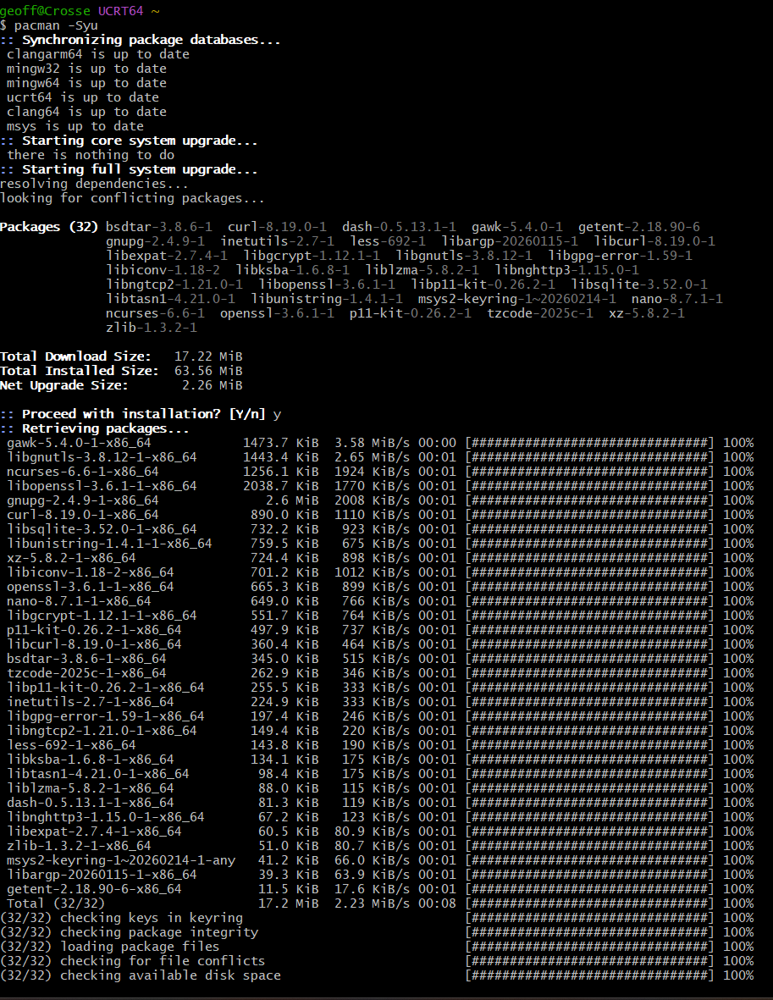 geoff@Crosse UCRT64 ~
$ pacman -Syu
:: Synchronizing package databases...
 clangarm64 is up to date
 mingw32 is up to date
 mingw64 is up to date
 ucrt64 is up to date
 clang64 is up to date
 msys is up to date
:: Starting core system upgrade...
 there is nothing to do
:: Starting full system upgrade...
resolving dependencies...
looking for conflicting packages...

Packages (32) bsdtar-3.8.6-1  curl-8.19.0-1  dash-0.5.13.1-1  gawk-5.4.0-1  getent-2.18.90-6
              gnupg-2.4.9-1  inetutils-2.7-1  less-692-1  libargp-20260115-1  libcurl-8.19.0-1
              libexpat-2.7.4-1  libgcrypt-1.12.1-1  libgnutls-3.8.12-1  libgpg-error-1.59-1
              libiconv-1.18-2  libksba-1.6.8-1  liblzma-5.8.2-1  libnghttp3-1.15.0-1
              libngtcp2-1.21.0-1  libopenssl-3.6.1-1  libp11-kit-0.26.2-1  libsqlite-3.52.0-1
              libtasn1-4.21.0-1  libunistring-1.4.1-1  msys2-keyring-1~20260214-1  nano-8.7.1-1
              ncurses-6.6-1  openssl-3.6.1-1  p11-kit-0.26.2-1  tzcode-2025c-1  xz-5.8.2-1
              zlib-1.3.2-1

Total Download Size:   17.22 MiB
Total Installed Size:  63.56 MiB
Net Upgrade Size:       2.26 MiB

:: Proceed with installation? [Y/n] y
:: Retrieving packages...
 gawk-5.4.0-1-x86_64            1473.7 KiB  3.58 MiB/s 00:00 [###############################] 100%
 libgnutls-3.8.12-1-x86_64      1443.4 KiB  2.65 MiB/s 00:01 [###############################] 100%
 ncurses-6.6-1-x86_64           1256.1 KiB  1924 KiB/s 00:01 [###############################] 100%
 libopenssl-3.6.1-1-x86_64      2038.7 KiB  1770 KiB/s 00:01 [###############################] 100%
 gnupg-2.4.9-1-x86_64              2.6 MiB  2008 KiB/s 00:01 [###############################] 100%
 curl-8.19.0-1-x86_64            890.0 KiB  1110 KiB/s 00:01 [###############################] 100%
 libsqlite-3.52.0-1-x86_64       732.2 KiB   923 KiB/s 00:01 [###############################] 100%
 libunistring-1.4.1-1-x86_64     759.5 KiB   675 KiB/s 00:01 [###############################] 100%
 xz-5.8.2-1-x86_64               724.4 KiB   898 KiB/s 00:01 [###############################] 100%
 libiconv-1.18-2-x86_64          701.2 KiB  1012 KiB/s 00:01 [###############################] 100%
 openssl-3.6.1-1-x86_64          665.3 KiB   899 KiB/s 00:01 [###############################] 100%
 nano-8.7.1-1-x86_64             649.0 KiB   766 KiB/s 00:01 [###############################] 100%
 libgcrypt-1.12.1-1-x86_64       551.7 KiB   764 KiB/s 00:01 [###############################] 100%
 p11-kit-0.26.2-1-x86_64         497.9 KiB   737 KiB/s 00:01 [###############################] 100%
 libcurl-8.19.0-1-x86_64         360.4 KiB   464 KiB/s 00:01 [###############################] 100%
 bsdtar-3.8.6-1-x86_64           345.0 KiB   515 KiB/s 00:01 [###############################] 100%
 tzcode-2025c-1-x86_64           262.9 KiB   346 KiB/s 00:01 [###############################] 100%
 libp11-kit-0.26.2-1-x86_64      255.5 KiB   333 KiB/s 00:01 [###############################] 100%
 inetutils-2.7-1-x86_64          224.9 KiB   333 KiB/s 00:01 [###############################] 100%
 libgpg-error-1.59-1-x86_64      197.4 KiB   246 KiB/s 00:01 [###############################] 100%
 libngtcp2-1.21.0-1-x86_64       149.4 KiB   220 KiB/s 00:01 [###############################] 100%
 less-692-1-x86_64               143.8 KiB   190 KiB/s 00:01 [###############################] 100%
 libksba-1.6.8-1-x86_64          134.1 KiB   175 KiB/s 00:01 [###############################] 100%
 libtasn1-4.21.0-1-x86_64         98.4 KiB   175 KiB/s 00:01 [###############################] 100%
 liblzma-5.8.2-1-x86_64           88.0 KiB   115 KiB/s 00:01 [###############################] 100%
 dash-0.5.13.1-1-x86_64           81.3 KiB   119 KiB/s 00:01 [###############################] 100%
 libnghttp3-1.15.0-1-x86_64       67.2 KiB   123 KiB/s 00:01 [###############################] 100%
 libexpat-2.7.4-1-x86_64          60.5 KiB  80.9 KiB/s 00:01 [###############################] 100%
 zlib-1.3.2-1-x86_64              51.0 KiB  80.7 KiB/s 00:01 [###############################] 100%
 msys2-keyring-1~20260214-1-any   41.2 KiB  66.0 KiB/s 00:01 [###############################] 100%
 libargp-20260115-1-x86_64        39.3 KiB  63.9 KiB/s 00:01 [###############################] 100%
 getent-2.18.90-6-x86_64          11.5 KiB  17.6 KiB/s 00:01 [###############################] 100%
 Total (32/32)                    17.2 MiB  2.23 MiB/s 00:08 [###############################] 100%
(32/32) checking keys in keyring                             [###############################] 100%
(32/32) checking package integrity                           [###############################] 100%
(32/32) loading package files                                [###############################] 100%
(32/32) checking for file conflicts                          [###############################] 100%
(32/32) checking available disk space                        [###############################] 100%